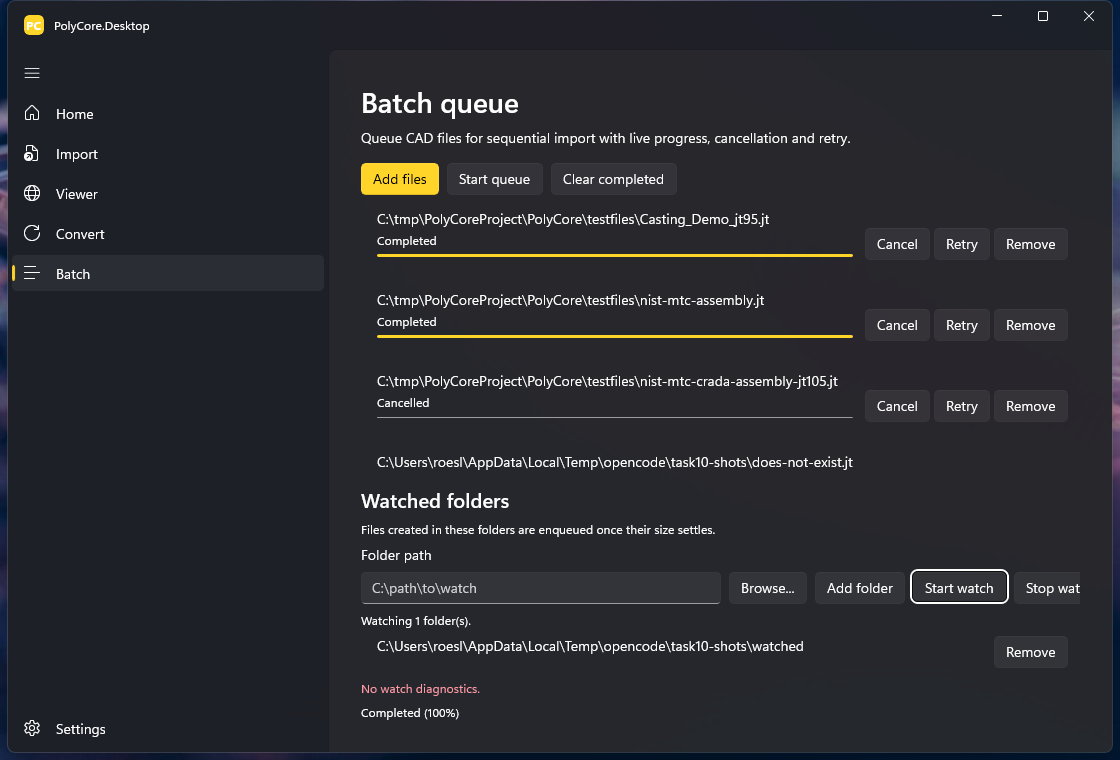 PC PolyCore.Desktop
Home
Import
Viewer
Convert
Batch
Settings
Batch queue
Queue CAD files for sequential import with live progress, cancellation and retry.
Add files Start queue Clear completed
C:\tmp\PolyCoreProject\PolyCore\testfiles\Casting_Demo_jt95.jt
Completed
Cancel Retry Remove
C:\tmp\PolyCoreProject\PolyCore\testfiles\nist-mtc-assembly.jt
Completed
Cancel Retry Remove
C:\tmp\PolyCoreProject\PolyCore\testfiles\nist-mtc-crada-assembly-jt105.jt
Cancelled
Cancel Retry Remove
C:\Users\roesl\AppData\Local\Temp\opencode\task10-shots\does-not-exist.jt
Watched folders
Files created in these folders are enqueued once their size settles.
Folder path
C:\path\to\watch Browse... Add folder Start watch Stop wat
Watching 1 folder(s).
C:\Users\roesl\AppData\Local\Temp\opencode\task10-shots\watched
Remove
No watch diagnostics.
Completed (100%)